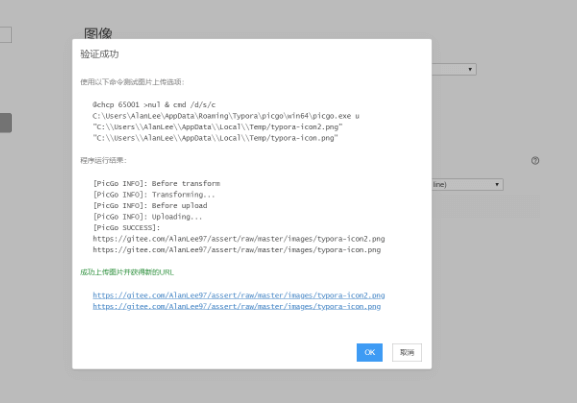 图像
验证成功
使用以下命令测试图片上传选项:
@chcp 65001 >nul & cmd /d/s/c
C:\Users\AlanLee\AppData\Roaming\Typora\picgo\win64\picgo.exe u
"C:\\Users\\AlanLee\\AppData\\Local\\Temp/typora-icon2.png"
"C:\\Users\\AlanLee\\AppData\\Local\\Temp/typora-icon.png"
程序运行结果:
[PicGo INFO]: Before transform
[PicGo INFO]: Transforming...
[PicGo INFO]: Before upload
[PicGo INFO]: Uploading...
[PicGo SUCCESS]:
https://gitee.com/AlanLee97/assert/raw/master/images/typora-icon2.png
https://gitee.com/AlanLee97/assert/raw/master/images/typora-icon.png
line)
成功上传图片并获得新的URL
https://gitee.com/AlanLee97/assert/raw/master/images/typora-icon2.png
https://gitee.com/AlanLee97/assert/raw/master/images/typora-icon.png
OK 取消